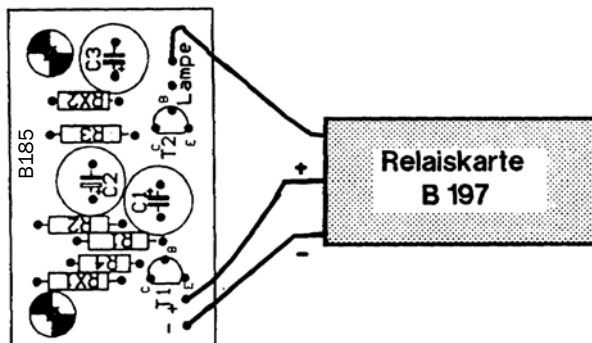 B185
C3
RX2
R3
C2
C1
R2
R1
R4
RX1
Lampe
B
C
E
T2
B
C
E
T1
+
-
+
-
Relaiskarte
B 197